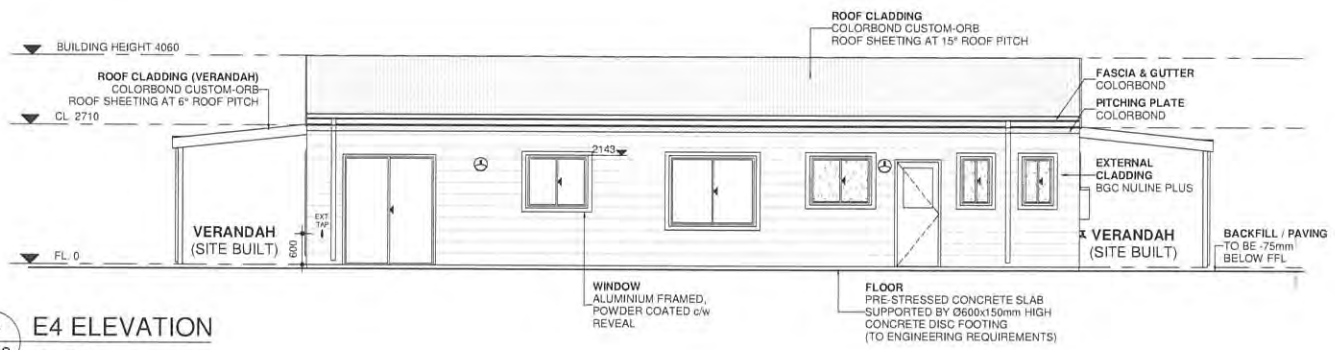 ROOF CLADDING
COLORBOND CUSTOM-ORB
ROOF SHEETING AT 15° ROOF PITCH
BUILDING HEIGHT 4060
ROOF CLADDING (VERANDAH)
COLORBOND CUSTOM-ORB
ROOF SHEETING AT 6° ROOF PITCH
FASCIA & GUTTER
COLORBOND
PITCHING PLATE
COLORBOND
CL. 2710
2143
EXTERNAL
CLADDING
BGC NULINE PLUS
EXT
TAP
VERANDAH
(SITE BUILT)
600
VERANDAH
(SITE BUILT)
BACKFILL / PAVING
TO BE -75mm
BELOW FFL
FL. 0
WINDOW
ALUMINIUM FRAMED,
POWDER COATED c/w
REVEAL
FLOOR
PRE-STRESSED CONCRETE SLAB
SUPPORTED BY Ø600x150mm HIGH
CONCRETE DISC FOOTING
(TO ENGINEERING REQUIREMENTS)
E4 ELEVATION